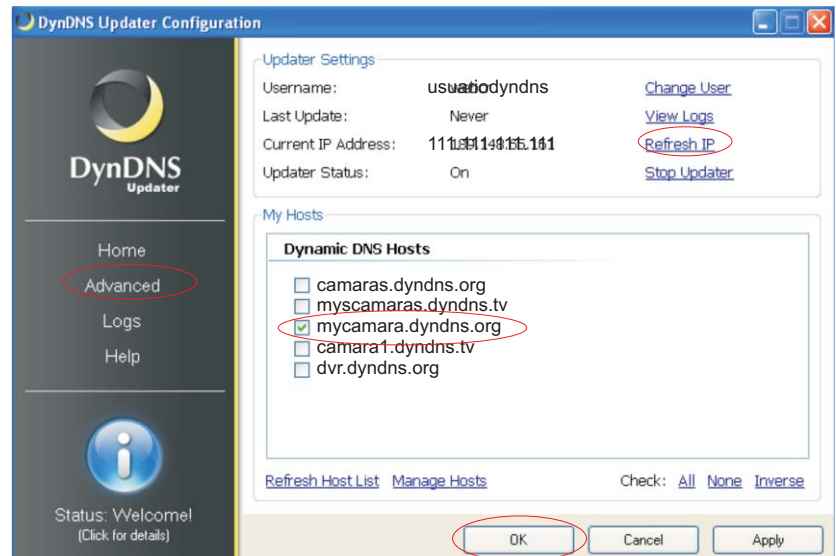 DynDNS Updater Configuration
DynDNS
Updater
Home
Advanced
Logs
Help
Status: Welcome!
(Click for details)
Updater Settings
Username: usuatiodyndns Change User
Last Update: Never View Logs
Current IP Address: Refresh IP
Updater Status: On Stop Updater
My Hosts
Dynamic DNS Hosts
camaras.dyndns.org
myscamaras.dyndns.tv
mycamara.dyndns.org
camara1.dyndns.tv
dvr.dyndns.org
Refresh Host List Manage Hosts Check: All None Inverse
OK Cancel Apply